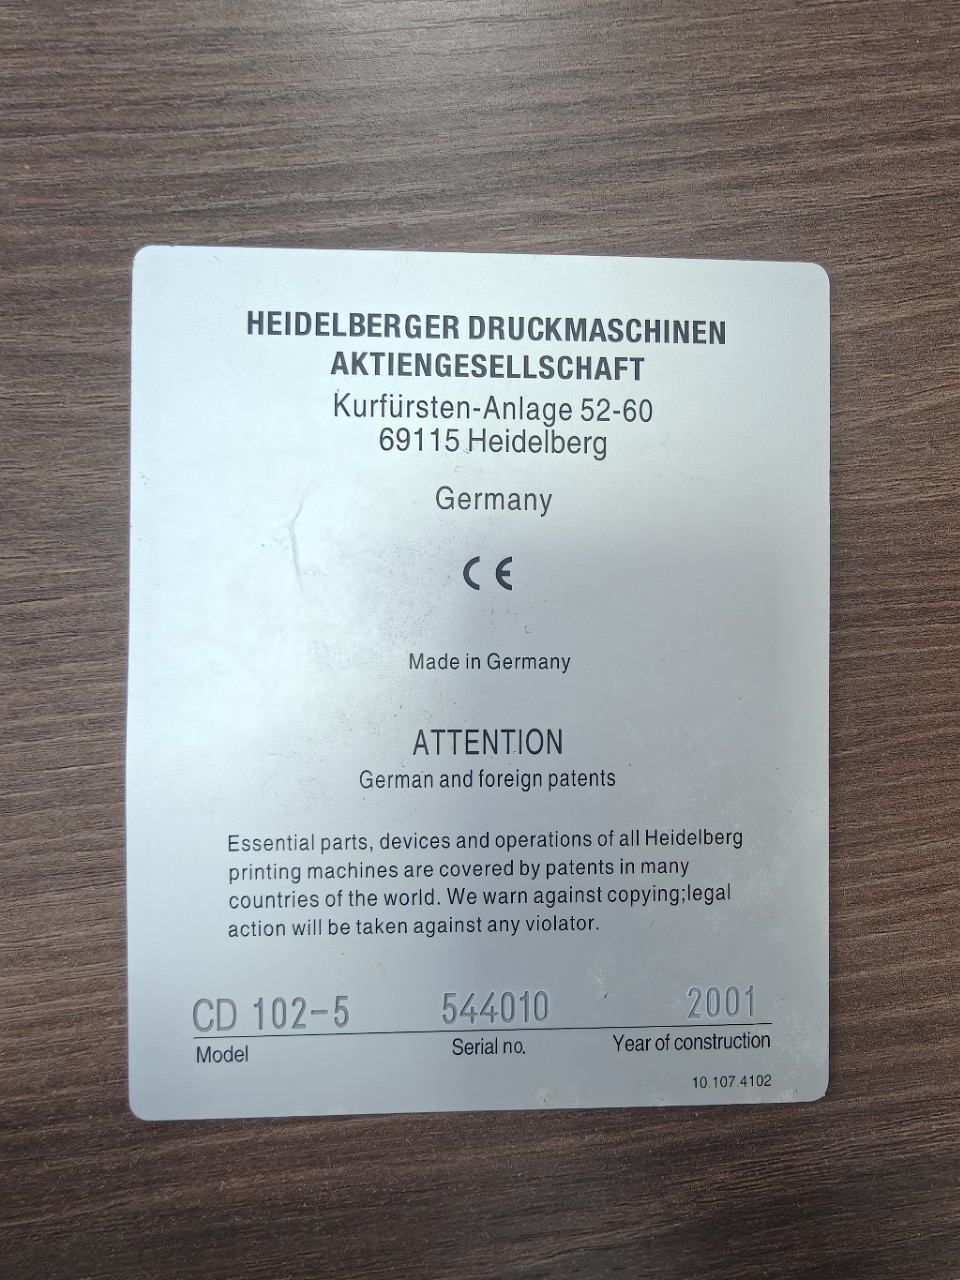 HEIDELBERGER DRUCKMASCHINEN
AKTIENGESELLSCHAFT
Kurfürsten-Anlage 52-60
69115 Heidelberg
Germany
CE
Made in Germany
ATTENTION
German and foreign patents
Essential parts, devices and operations of all Heidelberg
printing machines are covered by patents in many
countries of the world. We warn against copying;legal
action will be taken against any violator.
CD 102-5 544010 2001
Model Serial no. Year of construction
10.107.4102